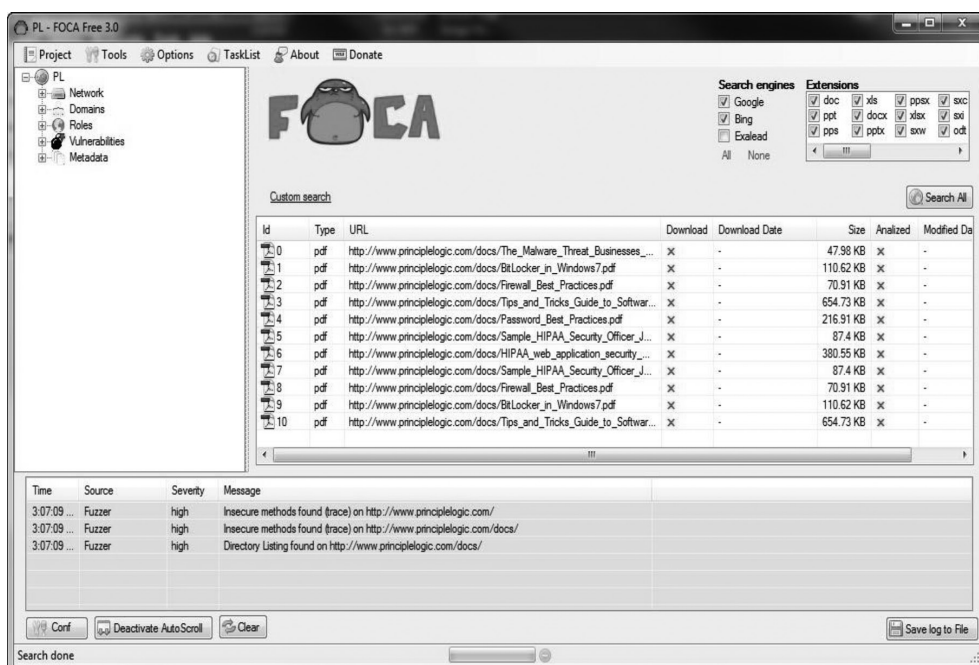 PL - FOCA Free 3.0
Project Tools Options TaskList About Donate
PL
Network
Domains
Roles
Vulnerabilities
Metadata
FOCA
Search engines
Google
Bing
Exalead
All None
Extensions
doc xls ppsx sxc
ppt docx xlsx sxi
pps pptx sxw odt
Custom search
Search All
Id Type URL Download Download Date Size Analized Modified Da
0 pdf http://www.principlelogic.com/docs/The_Malware_Threat_Businesses_... x - 47.98 KB x -
1 pdf http://www.principlelogic.com/docs/BitLocker_in_Windows7.pdf x - 110.62 KB x -
2 pdf http://www.principlelogic.com/docs/Firewall_Best_Practices.pdf x - 70.91 KB x -
3 pdf http://www.principlelogic.com/docs/Tips_and_Tricks_Guide_to_Softwar... x - 654.73 KB x -
4 pdf http://www.principlelogic.com/docs/Password_Best_Practices.pdf x - 216.91 KB x -
5 pdf http://www.principlelogic.com/docs/Sample_HIPAA_Security_Officer_J... x - 87.4 KB x -
6 pdf http://www.principlelogic.com/docs/HIPAA_web_application_security_... x - 380.55 KB x -
7 pdf http://www.principlelogic.com/docs/Sample_HIPAA_Security_Officer_J... x - 87.4 KB x -
8 pdf http://www.principlelogic.com/docs/Firewall_Best_Practices.pdf x - 70.91 KB x -
9 pdf http://www.principlelogic.com/docs/BitLocker_in_Windows7.pdf x - 110.62 KB x -
10 pdf http://www.principlelogic.com/docs/Tips_and_Tricks_Guide_to_Softwar... x - 654.73 KB x -
Time Source Severity Message
3:07:09 ... Fuzzer high Insecure methods found (trace) on http://www.principlelogic.com/
3:07:09 ... Fuzzer high Insecure methods found (trace) on http://www.principlelogic.com/docs/
3:07:09 ... Fuzzer high Directory Listing found on http://www.principlelogic.com/docs/
Conf Deactivate AutoScroll Clear Save log to File
Search done